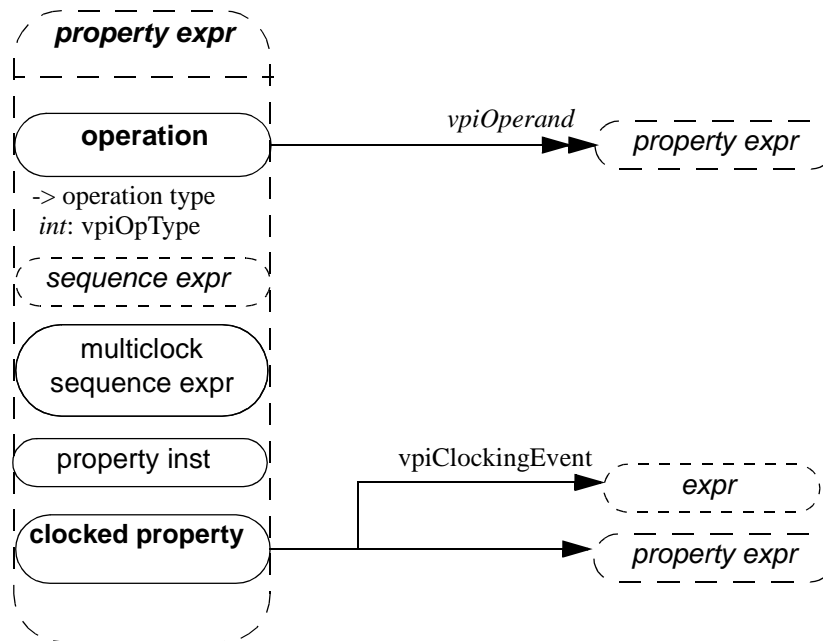 property expr
operation
vpiOperand
property expr
-> operation type
int: vpiOpType
sequence expr
multiclock
sequence expr
property inst
vpiClockingEvent
expr
clocked property
property expr